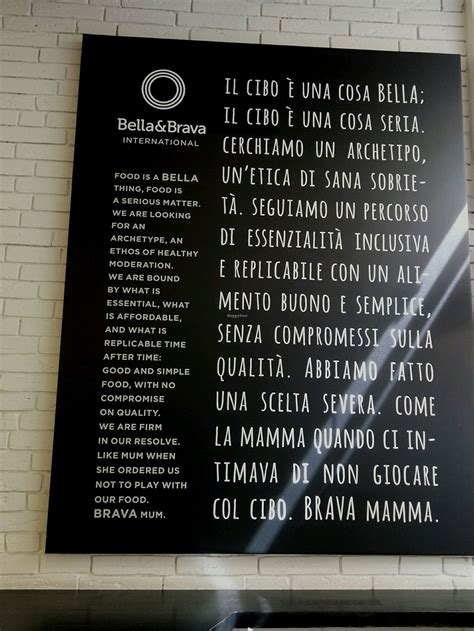 Bella&Brava
INTERNATIONAL
FOOD IS A BELLA
THING, FOOD IS
A SERIOUS MATTER.
WE ARE LOOKING
FOR AN
ARCHETYPE, AN
ETHOS OF HEALTHY
MODERATION.
WE ARE BOUND
BY WHAT IS
ESSENTIAL, WHAT
IS AFFORDABLE,
AND WHAT IS
REPLICABLE TIME
AFTER TIME:
GOOD AND SIMPLE
FOOD, WITH NO
COMPROMISE
ON QUALITY.
WE ARE FIRM
IN OUR RESOLVE.
LIKE MUM WHEN
SHE ORDERED US
NOT TO PLAY WITH
OUR FOOD.
BRAVA MUM.
IL CIBO È UNA COSA BELLA;
IL CIBO È UNA COSA SERIA.
CERCHIAMO UN ARCHETIPO,
UN'ETICA DI SANA SOBRIE-
TÀ. SEGUIAMO UN PERCORSO
DI ESSENZIALITÀ INCLUSIVA
E REPLICABILE CON UN ALI-
MENTO BUONO E SEMPLICE,
SENZA COMPROMESSI SULLA
QUALITÀ. ABBIAMO FATTO
UNA SCELTA SEVERA. COME
LA MAMMA QUANDO CI IN-
TIMAVA DI NON GIOCARE
COL CIBO. BRAVA MAMMA.
HappyCow